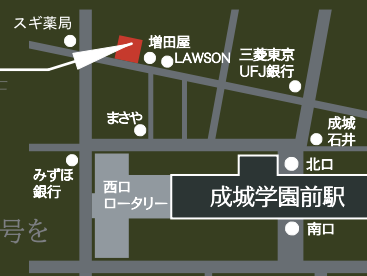 スギ薬局
増田屋
LAWSON
三菱東京
UFJ銀行
まさや
成城
石井
みずほ
銀行
西口
ロータリー
北口
成城学園前駅
号を
南口